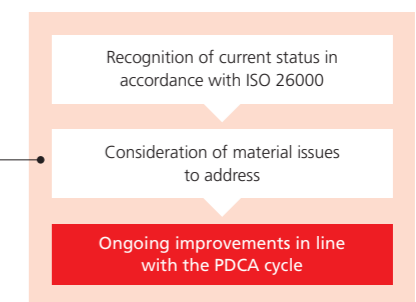 Recognition of current status in
accordance with ISO 26000
Consideration of material issues
to address
Ongoing improvements in line
with the PDCA cycle